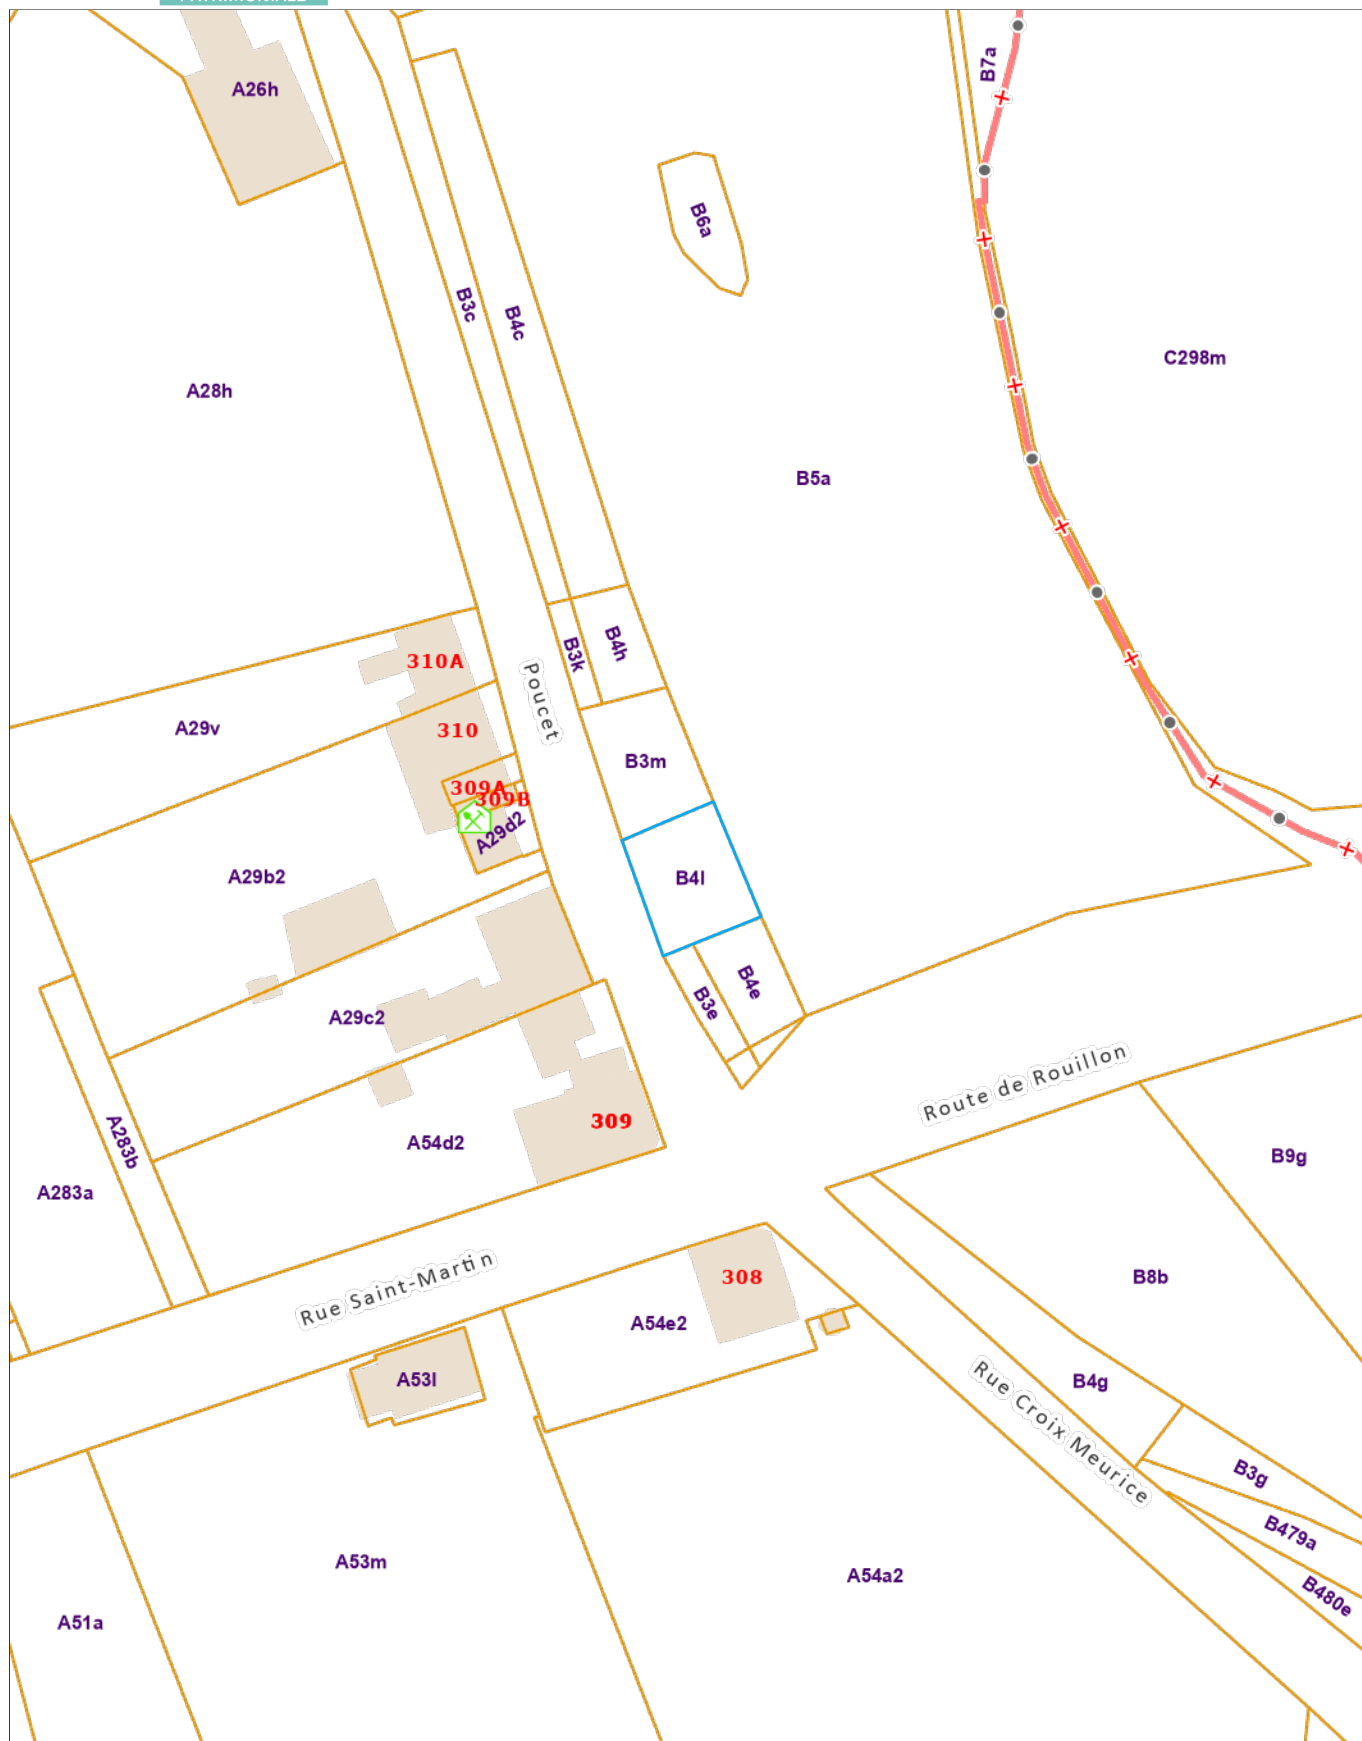 A26h
B7a
B6a
B3c
B4c
C298m
A28h
B5a
B3k
B4h
310A
Poucet
A29v
310
B3m
309A
309B
A29d2
A29b2
B4l
B4e
B3e
A29c2
Route de Rouillon
309
A54d2
A283b
A283a
B9g
Rue Saint-Martin
308
B8b
A54e2
A53l
B4g
Rue Croix Meurice
B3g
B479a
A53m
A54a2
B480e
A51a